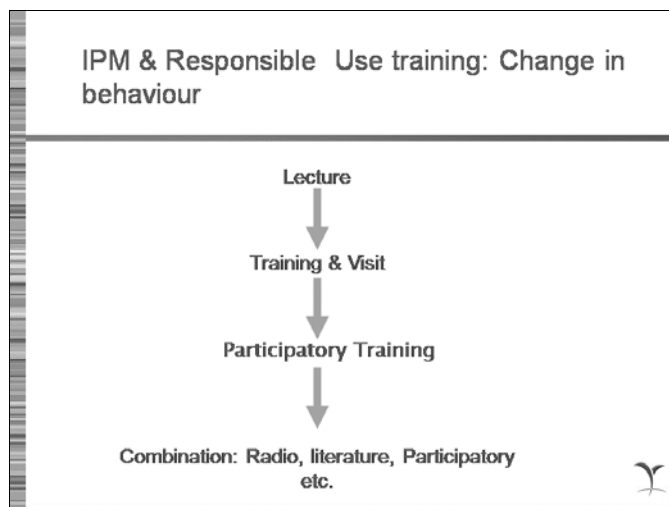 IPM & Responsible Use training: Change in
behaviour
Lecture
Training & Visit
Participatory Training
Combination: Radio, literature, Participatory
etc.